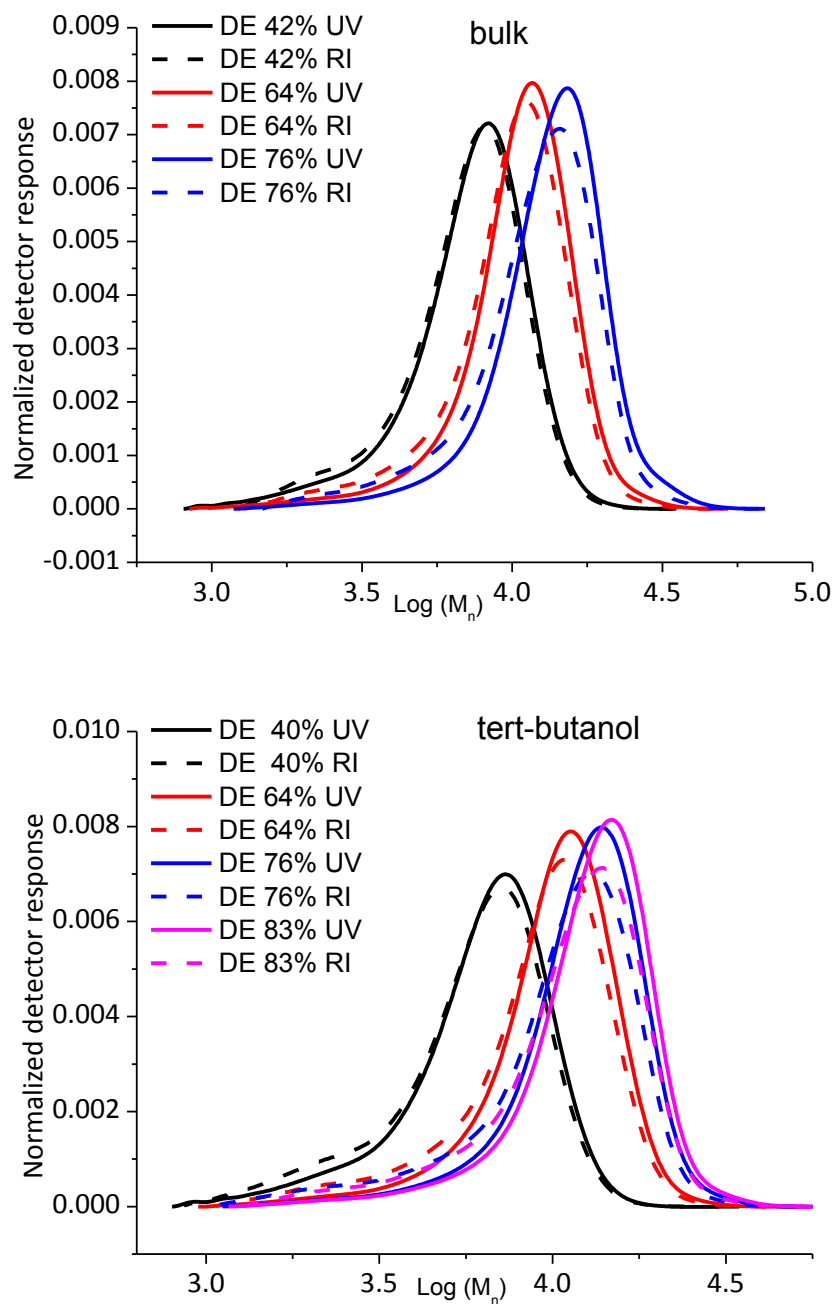 0.009
0.008
0.007
0.006
0.005
0.004
0.003
0.002
0.001
0.000
-0.001
Normalized detector response
DE 42% UV
DE 42% RI
DE 64% UV
DE 64% RI
DE 76% UV
DE 76% RI
bulk
3.0 3.5 4.0 4.5 5.0
Log (Mn)
0.010
0.008
0.006
0.004
0.002
0.000
Normalized detector response
DE 40% UV
DE 40% RI
DE 64% UV
DE 64% RI
DE 76% UV
DE 76% RI
DE 83% UV
DE 83% RI
tert-butanol
3.0 3.5 4.0 4.5
Log (Mn)